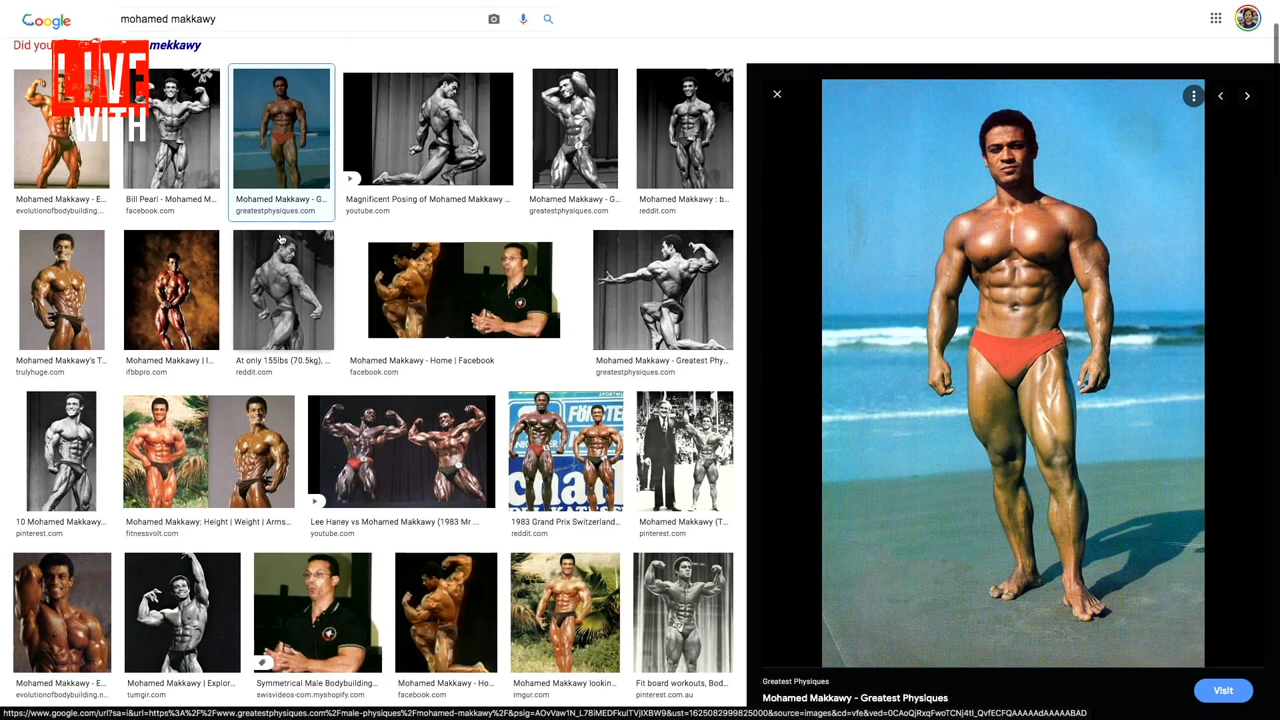 Google
mohamed makkawy
Did you
mekkawy
LIVE
WITH
Mohamed Makkawy - E...
evolutionofbodybuilding....
Bill Pearl - Mohamed M...
facebook.com
Mohamed Makkawy - G...
greatestphysiques.com
Magnificent Posing of Mohamed Makkawy ...
youtube.com
Mohamed Makkawy - G...
greatestphysiques.com
Mohamed Makkawy : b...
reddit.com
Mohamed Makkawy's T...
trulyhuge.com
Mohamed Makkawy | I...
ifbbpro.com
At only 155lbs (70.5kg), ...
reddit.com
Mohamed Makkawy - Home | Facebook
facebook.com
Mohamed Makkawy - Greatest Phy...
greatestphysiques.com
10 Mohamed Makkawy...
pinterest.com
Mohamed Makkawy: Height | Weight | Arms...
fitnessvolt.com
Lee Haney vs Mohamed Makkawy (1983 Mr ...
youtube.com
1983 Grand Prix Switzerland...
reddit.com
Mohamed Makkawy (T...
pinterest.com
Mohamed Makkawy - E...
evolutionofbodybuilding.n...
Mohamed Makkawy | Explor...
tumgir.com
Symmetrical Male Bodybuilding...
swisvideos-com.myshopify.com
Mohamed Makkawy - Ho...
facebook.com
Mohamed Makkawy lookin...
imgur.com
Fit board workouts, Bod...
pinterest.com.au
Greatest Physiques
Mohamed Makkawy - Greatest Physiques
Visit